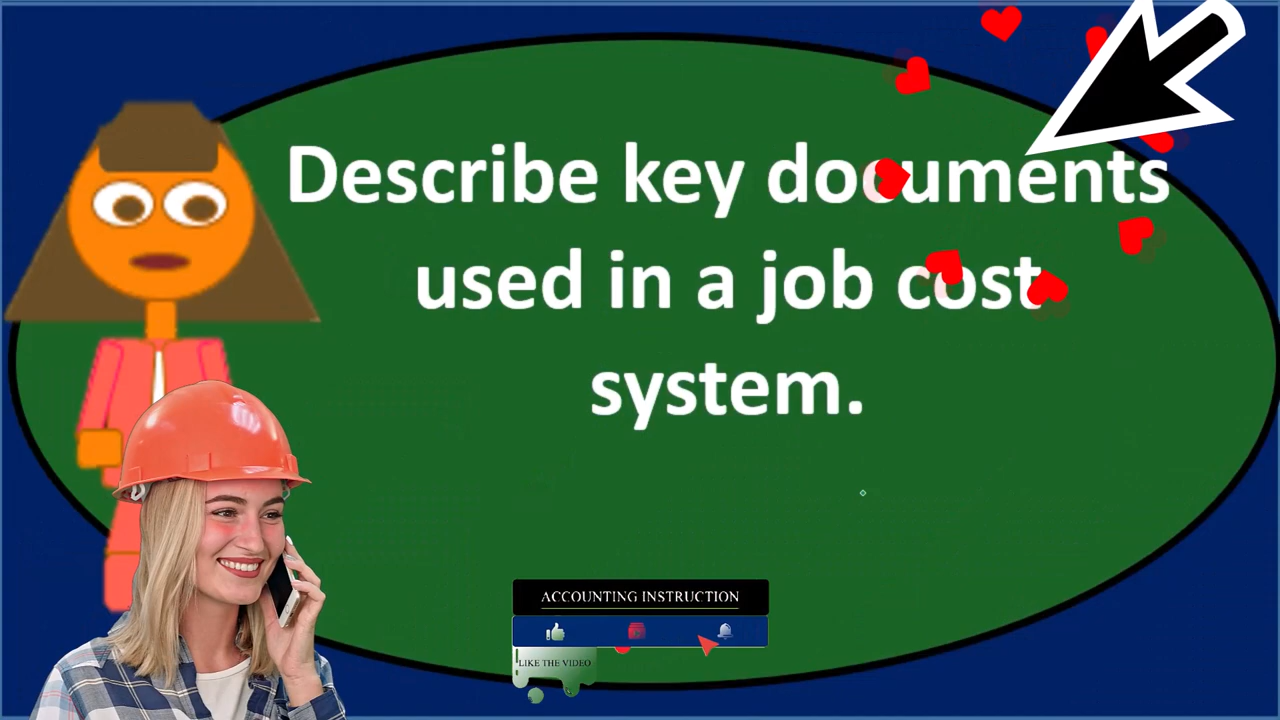 Describe key documents
used in a job cost
system.
ACCOUNTING INSTRUCTION
LIKE THE VIDEO